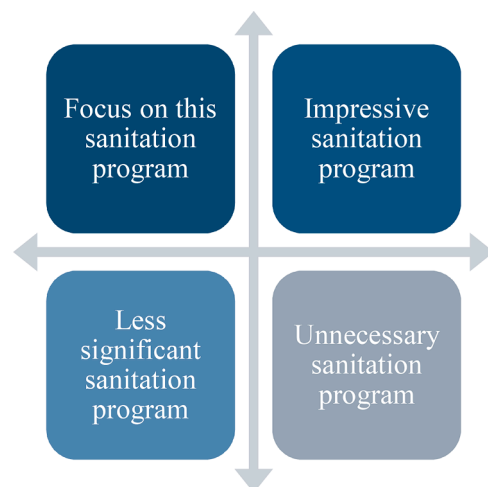 Focus on this
sanitation
program
Impressive
sanitation
program
Less
significant
sanitation
program
Unnecessary
sanitation
program